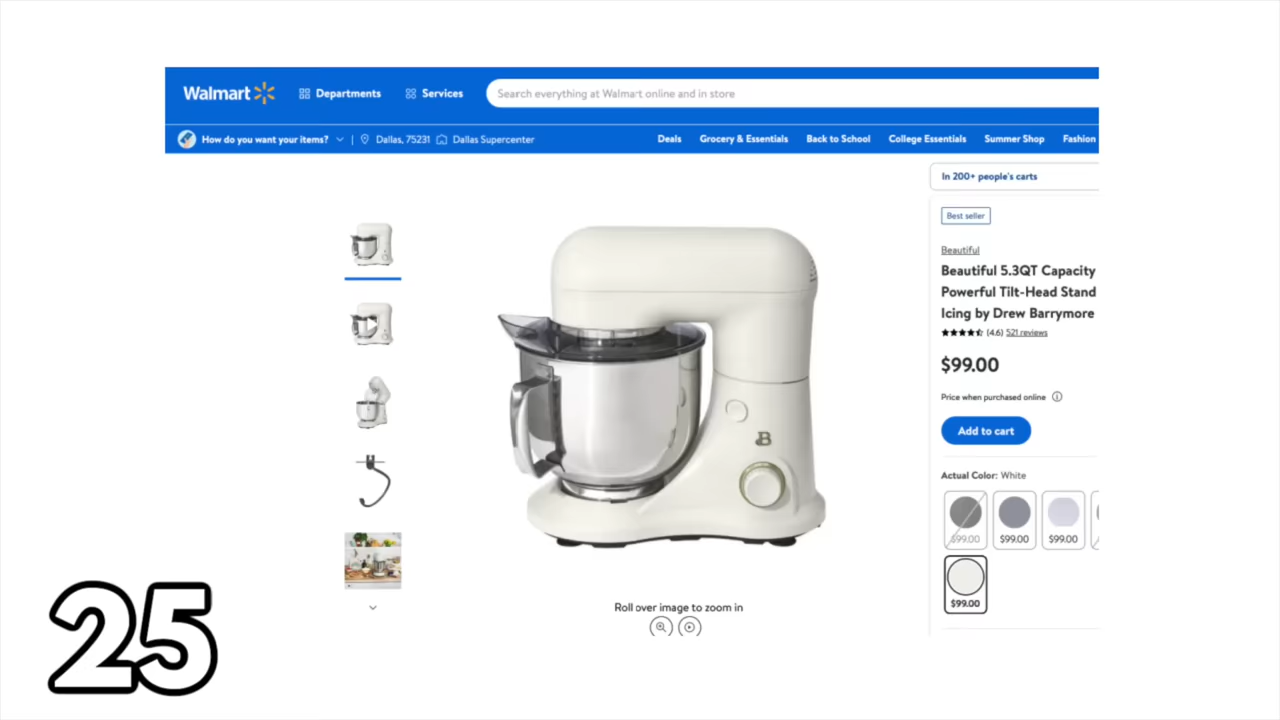 Walmart
Departments
Services
Search everything at Walmart online and in store
How do you want your items?
Dallas, 75231
Dallas Supercenter
Deals
Grocery & Essentials
Back to School
College Essentials
Summer Shop
Fashion
In 200+ people's carts
Best seller
Beautiful
Beautiful 5.3QT Capacity
Powerful Tilt-Head Stand
Icing by Drew Barrymore
(4.6) 521 reviews
$99.00
Price when purchased online
Add to cart
Actual Color: White
$99.00
$99.00
$99.00
$99.00
B
Roll over image to zoom in
25